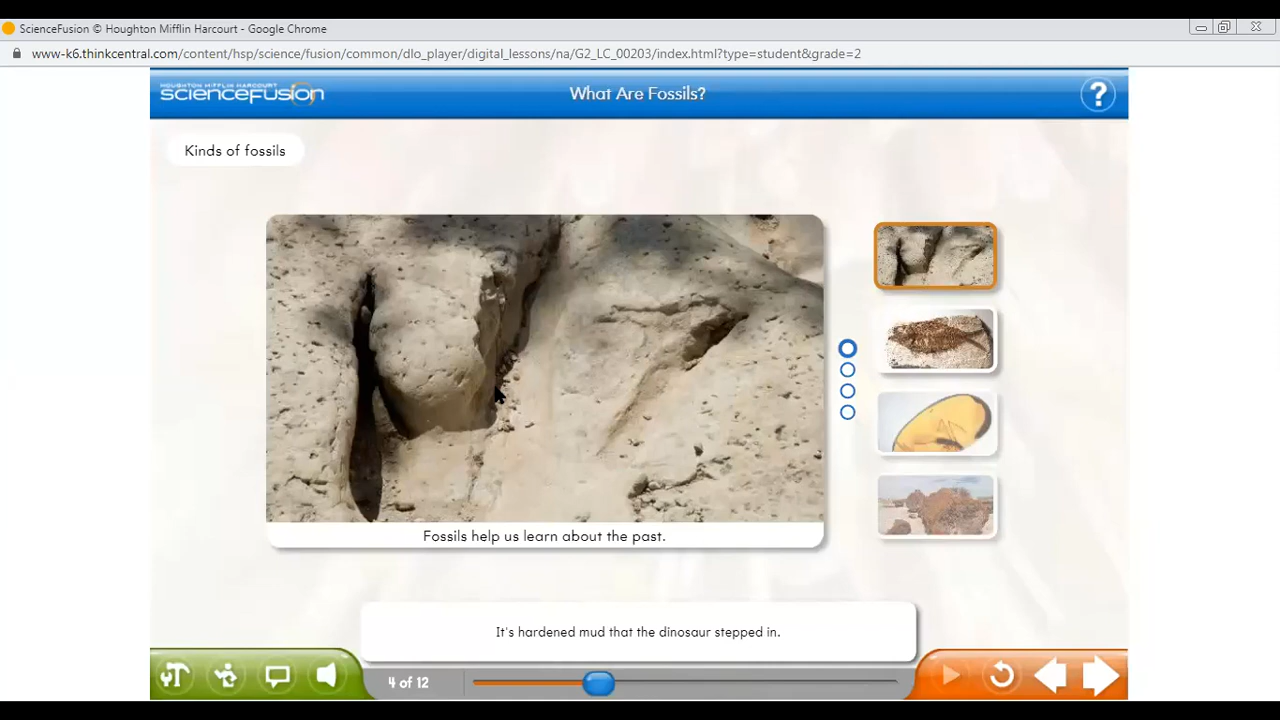 ScienceFusion © Houghton Mifflin Harcourt - Google Chrome
www-k6.thinkcentral.com/content/hsp/science/fusion/common/dlo_player/digital_lessons/na/G2_LC_00203/index.html?type=student&grade=2
HOUGHTON MIFFLIN HARCOURT
SCIENCEFUSION
What Are Fossils?
?
Kinds of fossils
Fossils help us learn about the past.
It's hardened mud that the dinosaur stepped in.
4 of 12